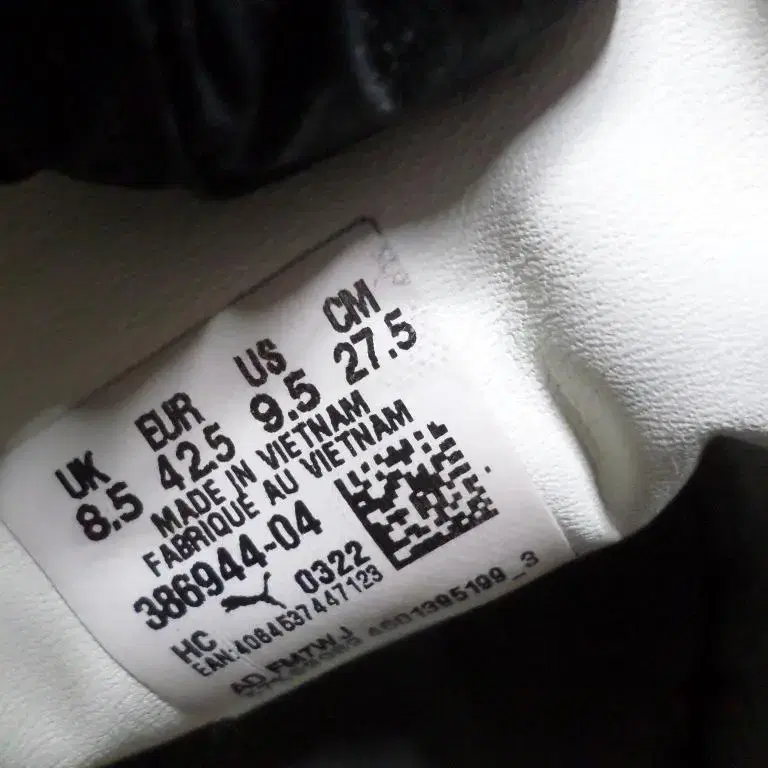 UK EUR US CM
8.5 42.5 9.5 27.5
MADE IN VIETNAM
FABRIQUE AU VIETNAM
386944-04
HC 0322
EAN:4064537447123